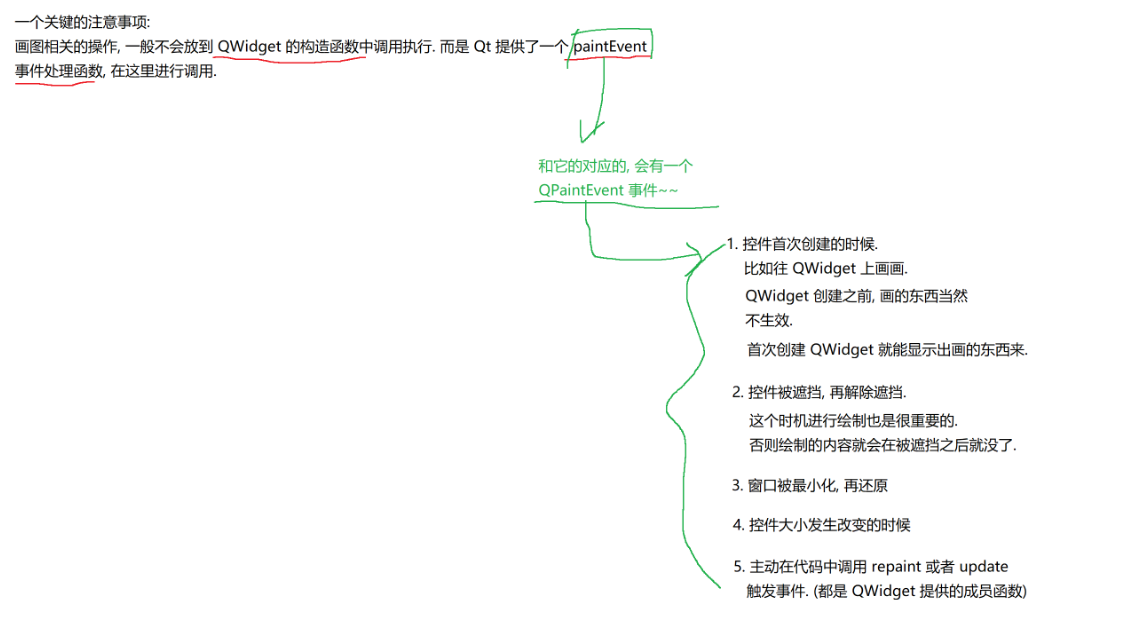 一个关键的注意事项:
画图相关的操作, 一般不会放到 QWidget 的构造函数中调用执行. 而是 Qt 提供了一个 paintEvent
事件处理函数, 在这里进行调用.
和它的对应的, 会有一个
QPaintEvent 事件~~
1. 控件首次创建的时候.
比如往 QWidget 上画画.
QWidget 创建之前, 画的东西当然
不生效.
首次创建 QWidget 就能显示出画的东西来.
2. 控件被遮挡, 再解除遮挡.
这个时机进行绘制也是很重要的.
否则绘制的内容就会在被遮挡之后就没了.
3. 窗口被最小化, 再还原
4. 控件大小发生改变的时候
5. 主动在代码中调用 repaint 或者 update
触发事件. (都是 QWidget 提供的成员函数)